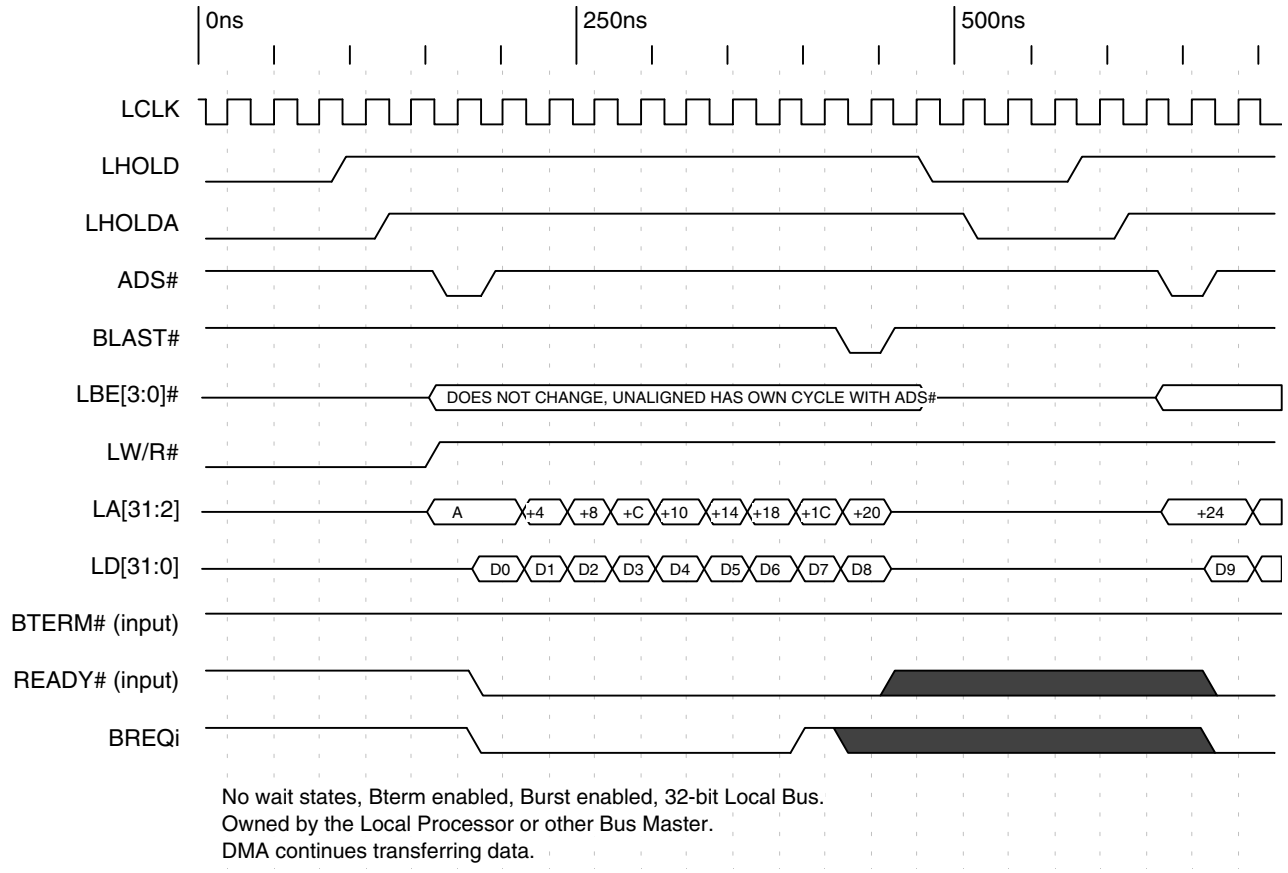 0ns 250ns 500ns
LCLK
LHOLD
LHOLDA
ADS#
BLAST#
LBE[3:0]# DOES NOT CHANGE, UNALIGNED HAS OWN CYCLE WITH ADS#
LW/R#
LA[31:2] A +4 +8 +C +10 +14 +18 +1C +20 +24
LD[31:0] D0 D1 D2 D3 D4 D5 D6 D7 D8 D9
BTERM# (input)
READY# (input)
BREQi
No wait states, Bterm enabled, Burst enabled, 32-bit Local Bus.
Owned by the Local Processor or other Bus Master.
DMA continues transferring data.